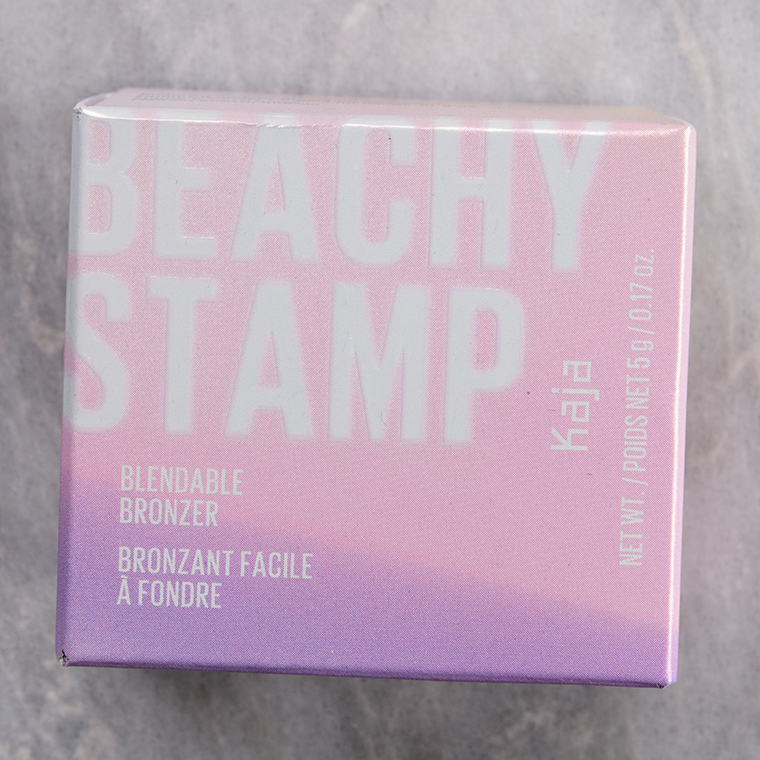 BEACHY
STAMP
kaja
NET WT. / POIDS NET 5 g / 0.17 oz.
BLENDABLE
BRONZER
BRONZANT FACILE
À FONDRE